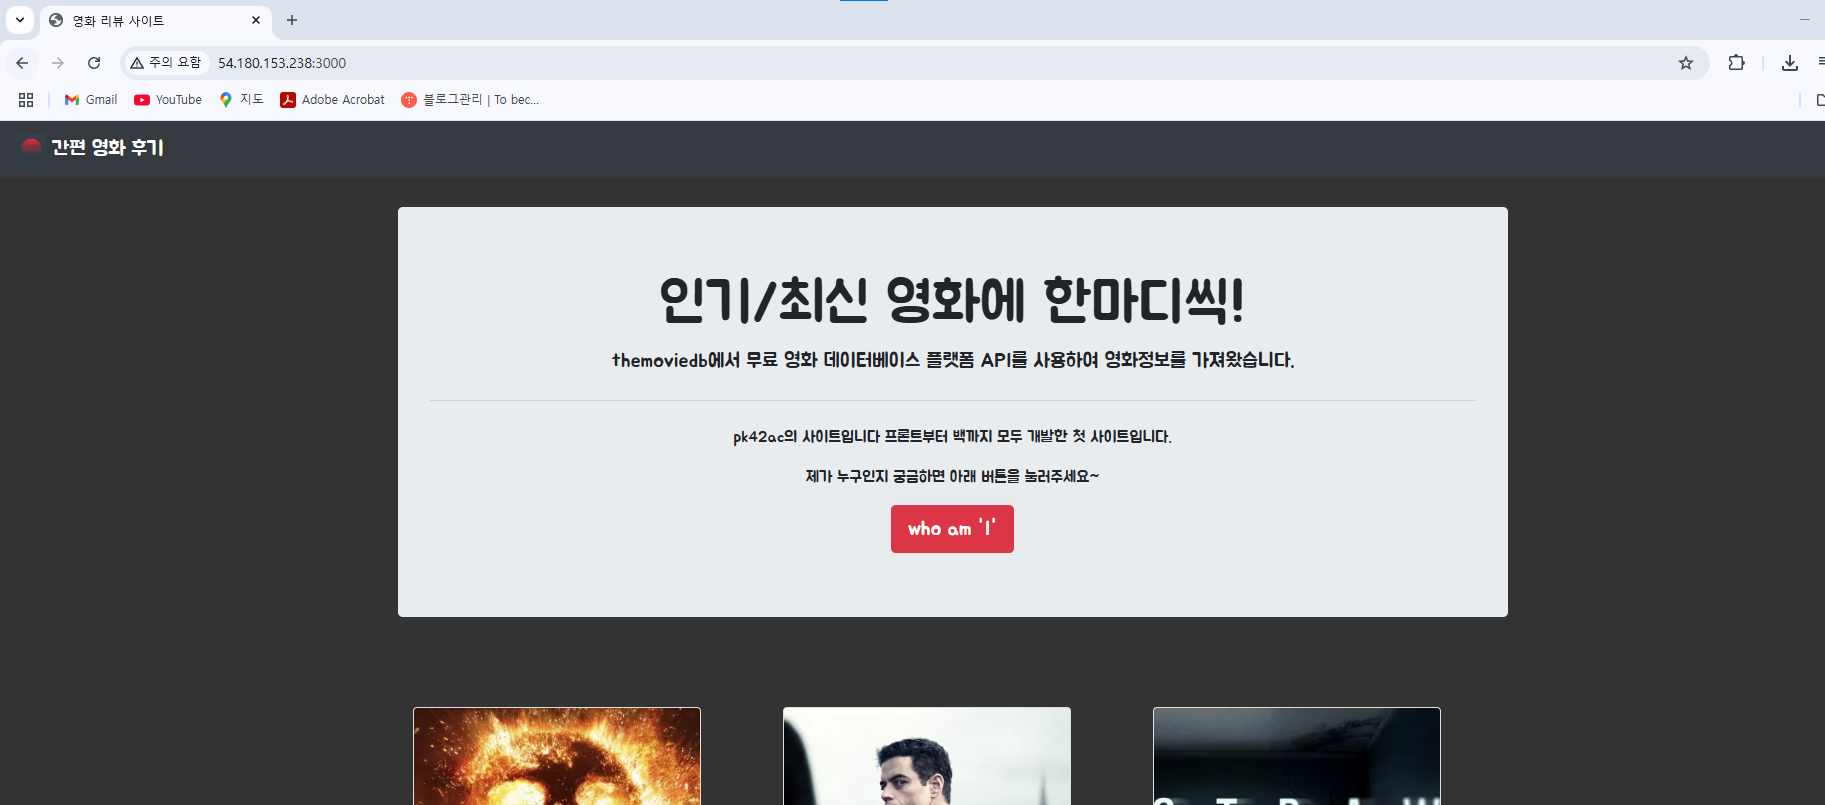 영화 리뷰 사이트
주의 요함
54.180.153.238:3000
Gmail
YouTube
지도
Adobe Acrobat
블로그관리 | To bec...
간편 영화 후기
인기/최신 영화에 한마디씩!
themoviedb에서 무료 영화 데이터베이스 플랫폼 API를 사용하여 영화정보를 가져왔습니다.
pk42ac의 사이트입니다 프론트부터 백까지 모두 개발한 첫 사이트입니다.
제가 누구인지 궁금하면 아래 버튼을 눌러주세요~
who am 'I'
STRAW